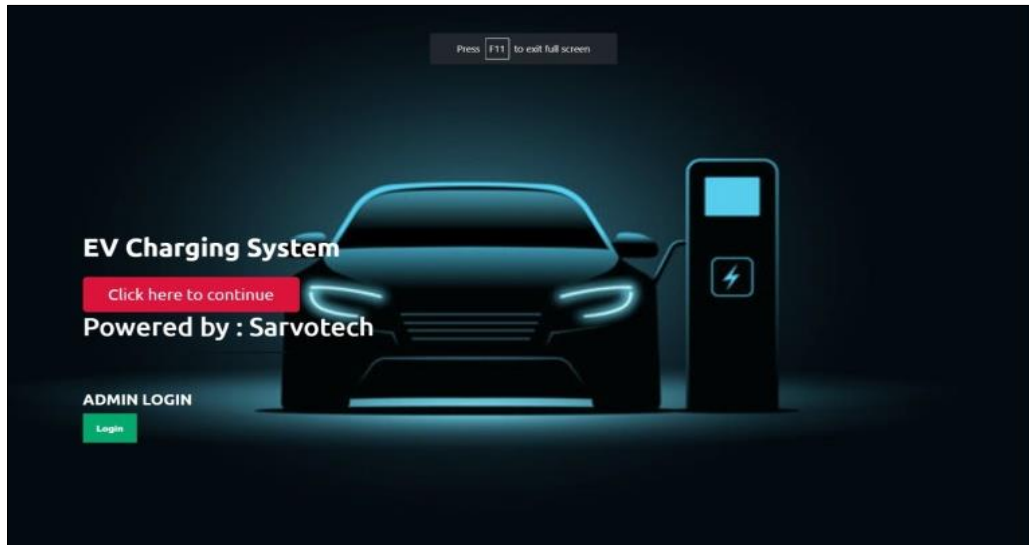 Press F11 to exit full screen
EV Charging System
Click here to continue
Powered by : Sarvotech
ADMIN LOGIN
Login